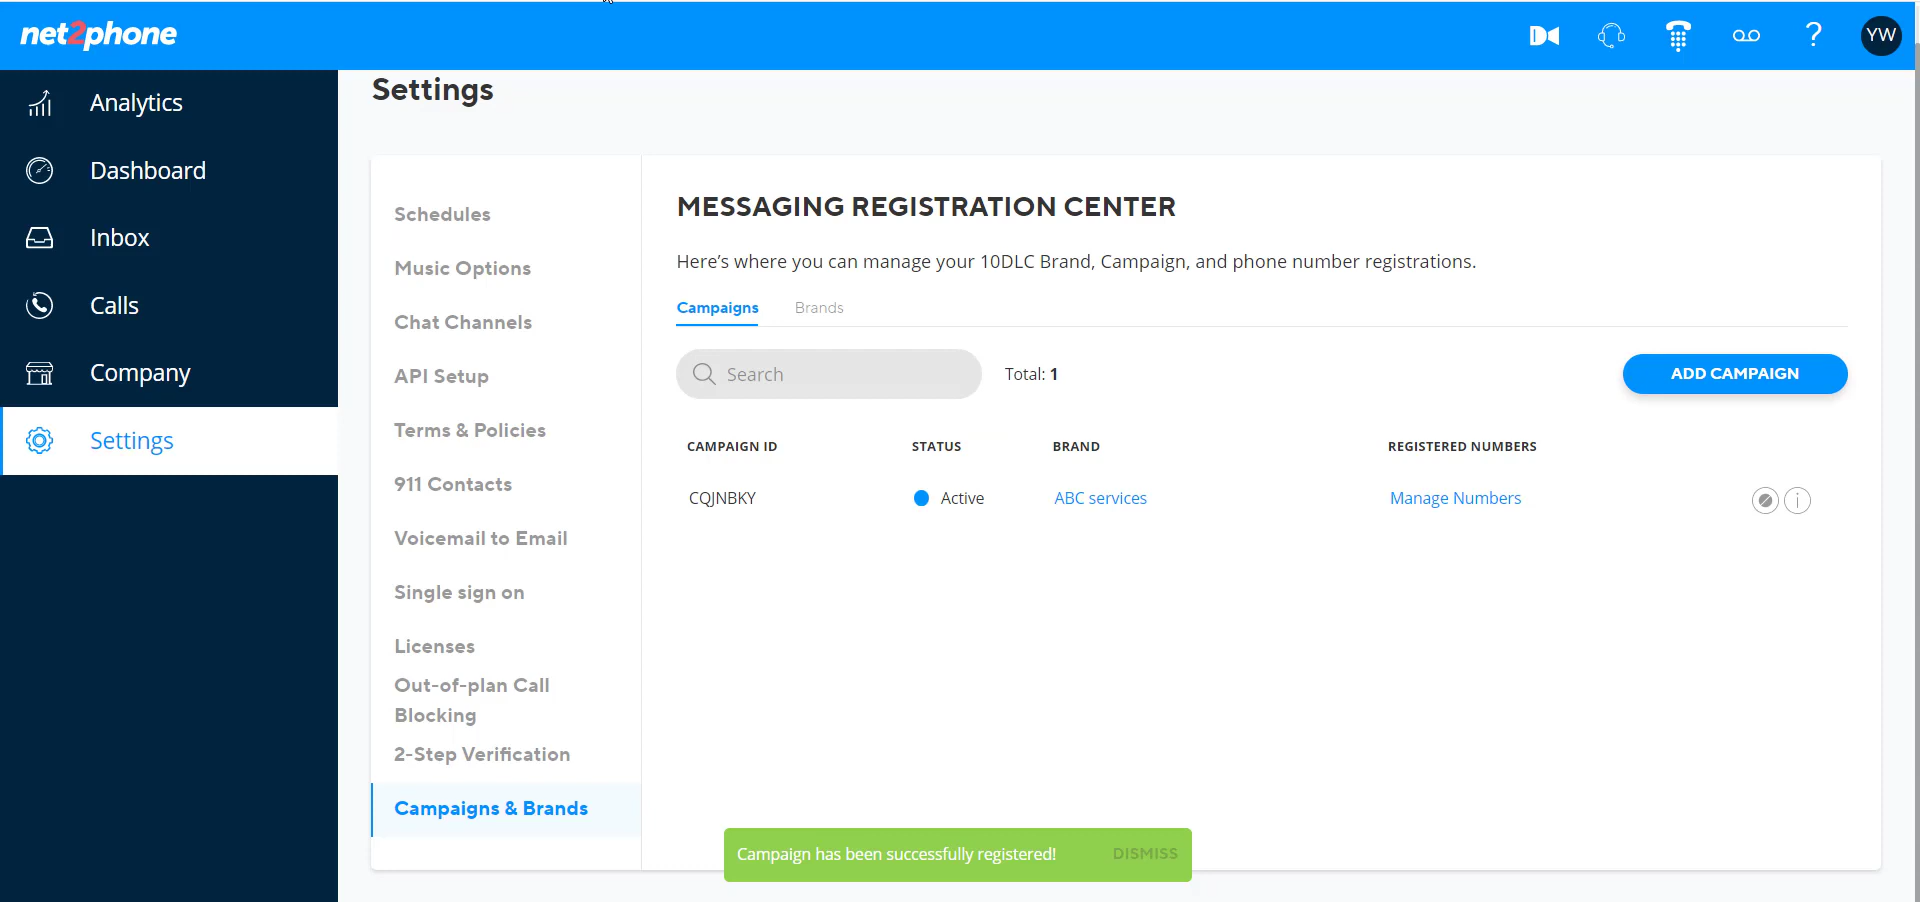 net2phone
YW
Analytics
Dashboard
Inbox
Calls
Company
Settings
Settings
Schedules
Music Options
Chat Channels
API Setup
Terms & Policies
911 Contacts
Voicemail to Email
Single sign on
Licenses
Out-of-plan Call
Blocking
2-Step Verification
Campaigns & Brands
MESSAGING REGISTRATION CENTER
Here’s where you can manage your 10DLC Brand, Campaign, and phone number registrations.
Campaigns Brands
Search Total: 1 ADD CAMPAIGN
CAMPAIGN ID STATUS BRAND REGISTERED NUMBERS
CQJNBKY Active ABC services Manage Numbers
Campaign has been successfully registered! DISMISS